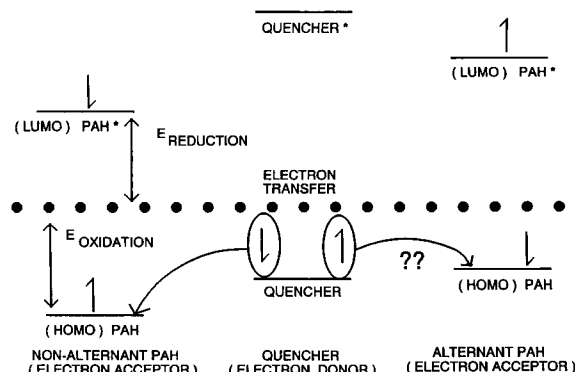 QUENCHER *
(LUMO) PAH *
(LUMO) PAH *
E REDUCTION
ELECTRON
TRANSFER
E OXIDATION
??
QUENCHER
(HOMO) PAH
(HOMO) PAH
NON-ALTERNANT PAH
(ELECTRON ACCEPTOR)
QUENCHER
(ELECTRON DONOR)
ALTERNANT PAH
(ELECTRON ACCEPTOR)